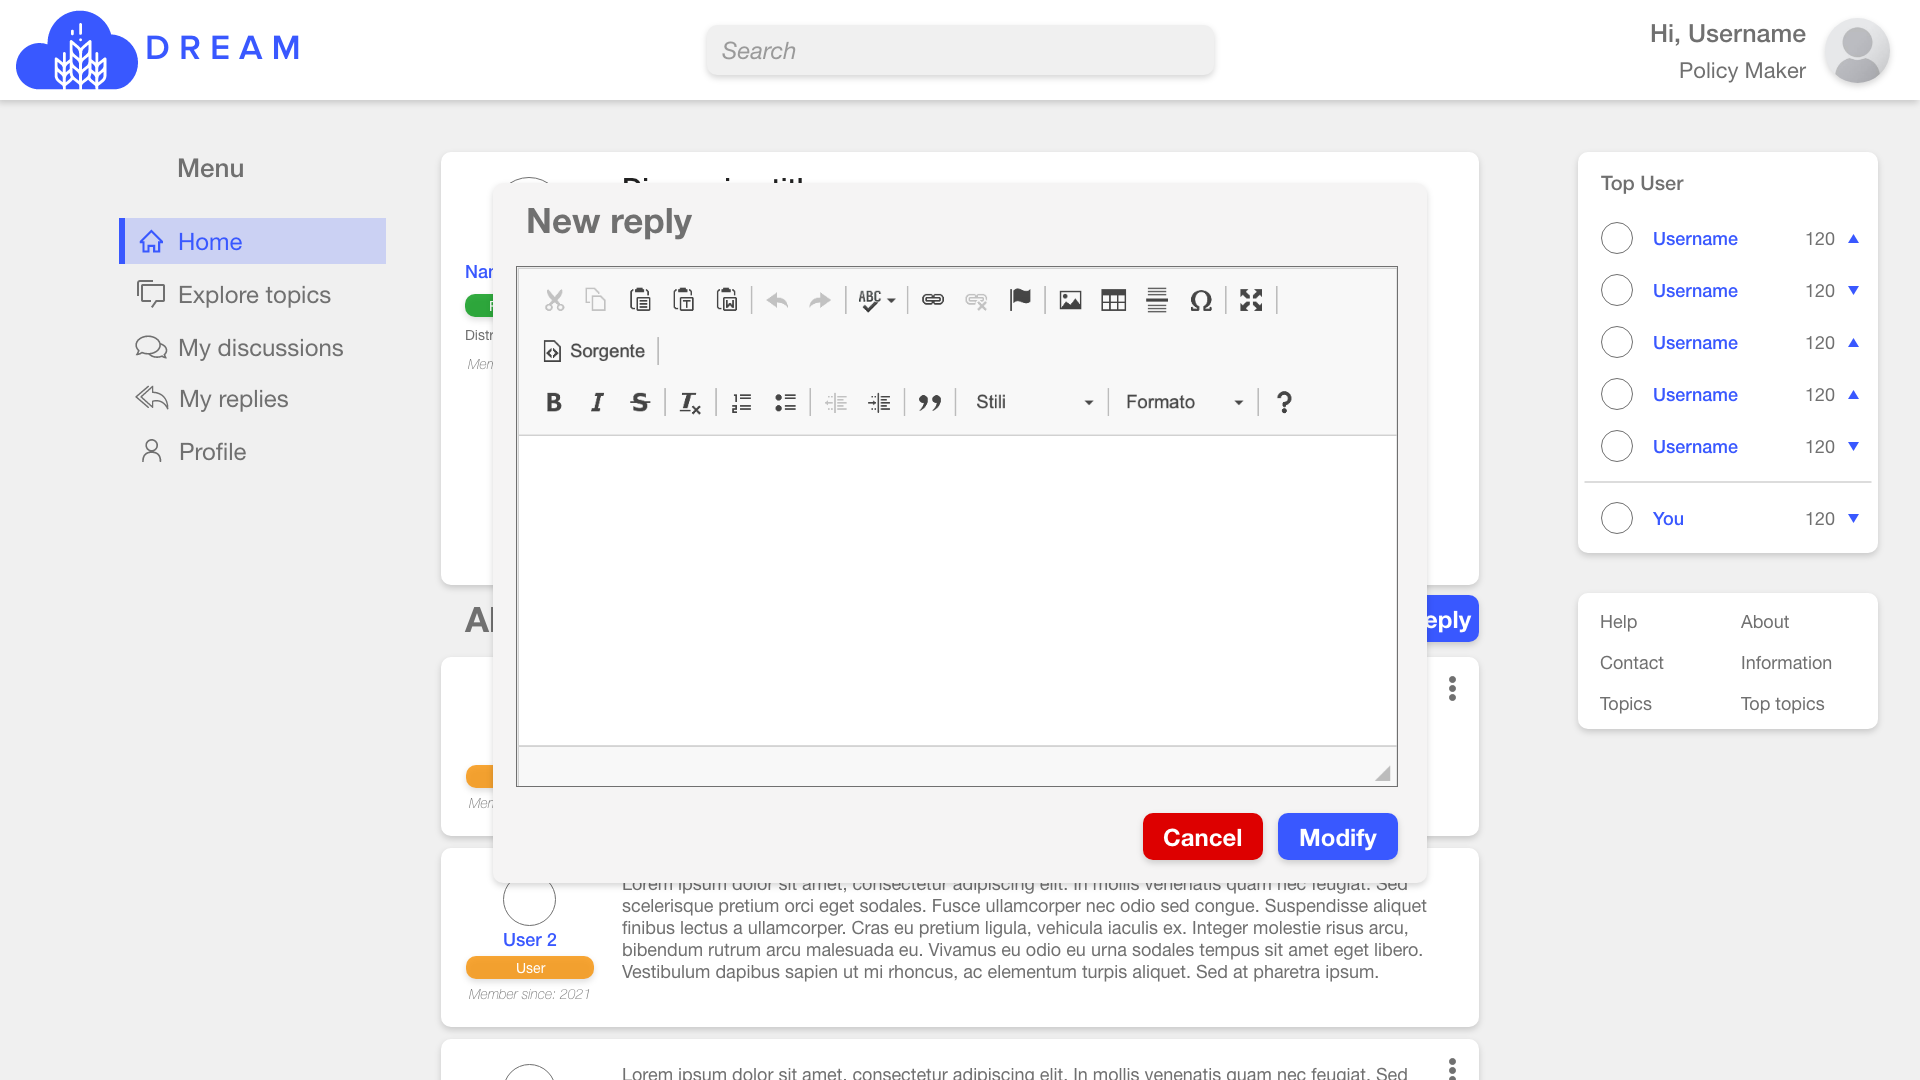 DREAM
Search
Hi, Username
Policy Maker
Menu
Home
Explore topics
My discussions
My replies
Profile
New reply
ABC
Sorgente
B I S Tx
Stili
Formato
?
Cancel
Modify
eply
Lorem ipsum dolor sit amet, consectetur adipiscing elit. In mollis venenatis quam nec feugiat. Sed
scelerisque pretium orci eget sodales. Fusce ullamcorper nec odio sed congue. Suspendisse aliquet
finibus lectus a ullamcorper. Cras eu pretium ligula, vehicula iaculis ex. Integer molestie risus arcu,
bibendum rutrum arcu malesuada eu. Vivamus eu odio eu urna sodales tempus sit amet eget libero.
Vestibulum dapibus sapien ut mi rhoncus, ac elementum turpis aliquet. Sed at pharetra ipsum.
User 2
User
Member since: 2021
Lorem ipsum dolor sit amet, consectetur adipiscing elit. In mollis venenatis quam nec feugiat. Sed
Top User
Username 120
Username 120
Username 120
Username 120
Username 120
You 120
Help About
Contact Information
Topics Top topics